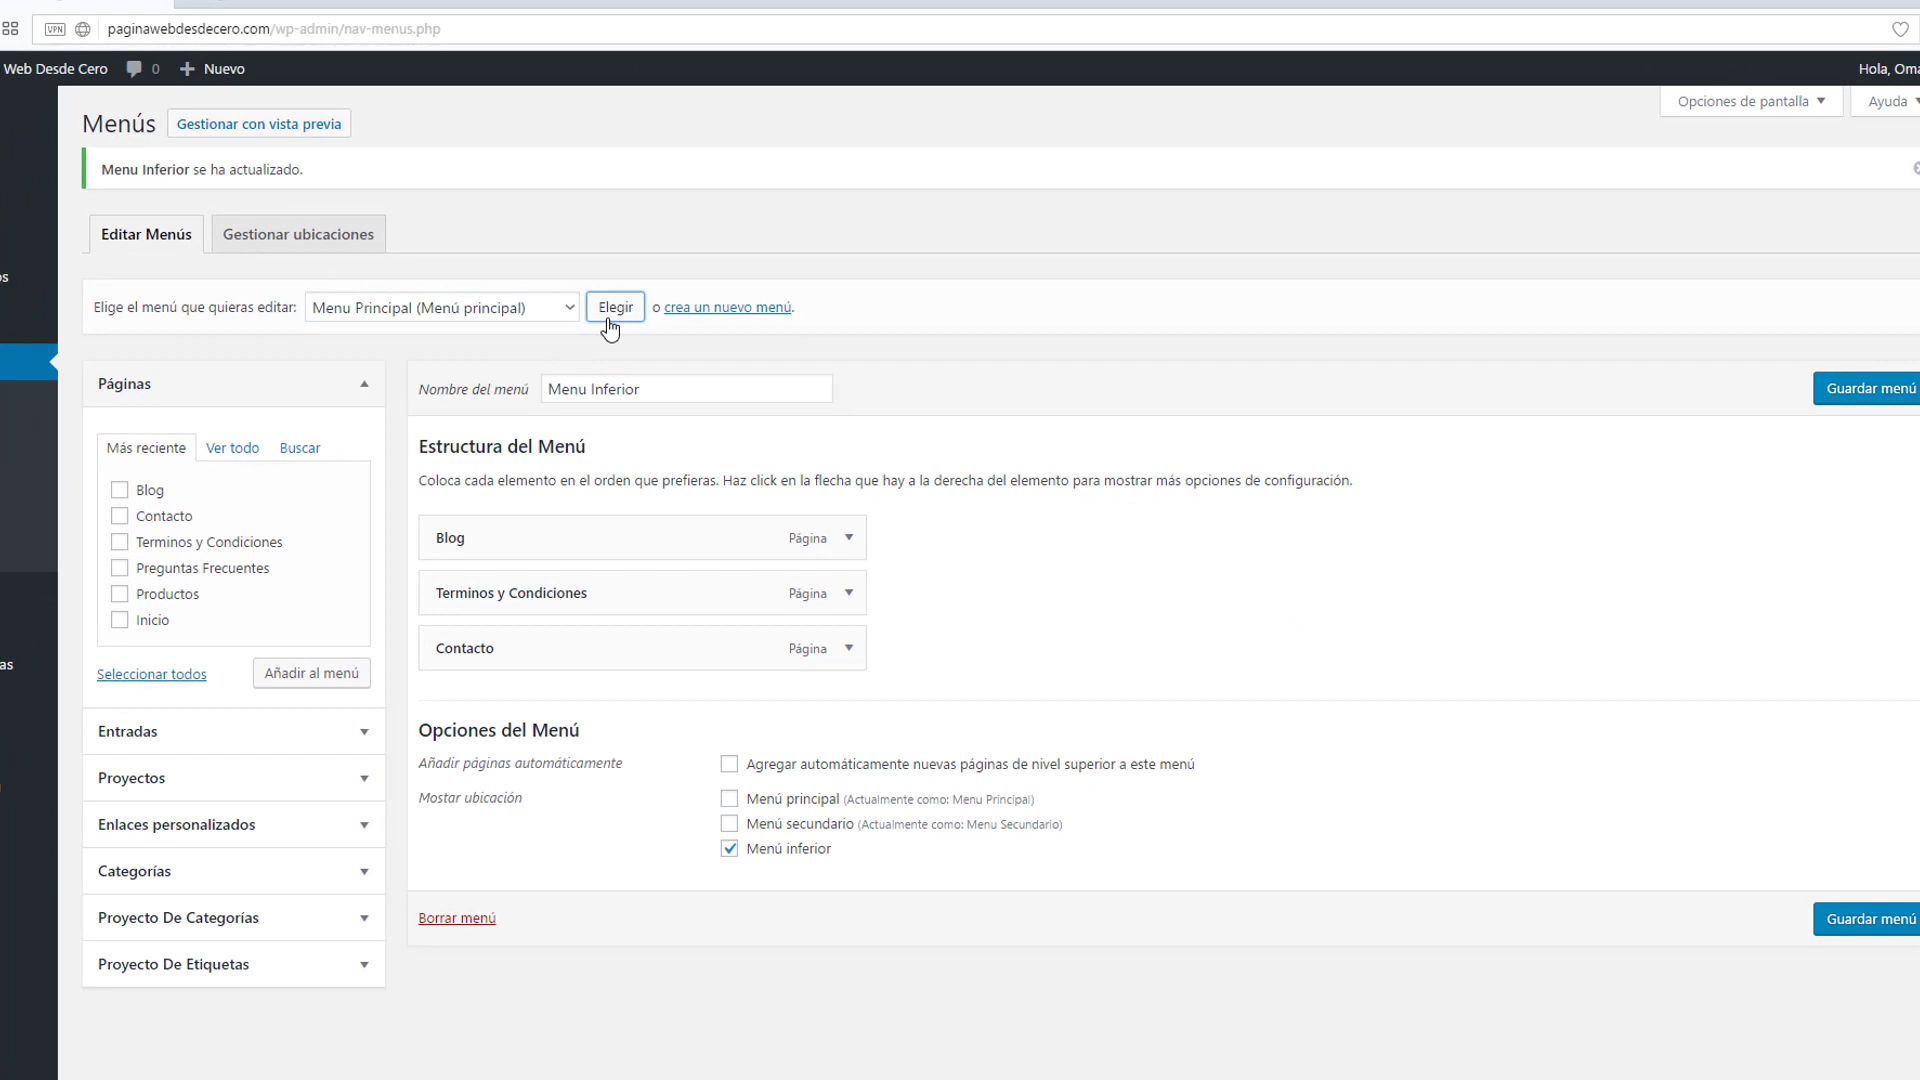 VPN paginawebdesdecero.com/wp-admin/nav-menus.php
Web Desde Cero 0 Nuevo
Hola, Oma
Opciones de pantalla Ayuda
Menús Gestionar con vista previa
Menu Inferior se ha actualizado.
Editar Menús Gestionar ubicaciones
os
Elige el menú que quieras editar: Menu Principal (Menú principal) Elegir o crea un nuevo menú.
Páginas
Nombre del menú Menu Inferior Guardar menú
Más reciente Ver todo Buscar
Blog
Contacto
Terminos y Condiciones
Preguntas Frecuentes
Productos
Inicio
Seleccionar todos Añadir al menú
as
Entradas
Proyectos
Enlaces personalizados
Categorías
Proyecto De Categorías
Proyecto De Etiquetas
Estructura del Menú
Coloca cada elemento en el orden que prefieras. Haz click en la flecha que hay a la derecha del elemento para mostrar más opciones de configuración.
Blog Página
Terminos y Condiciones Página
Contacto Página
Opciones del Menú
Añadir páginas automáticamente Agregar automáticamente nuevas páginas de nivel superior a este menú
Mostar ubicación Menú principal (Actualmente como: Menu Principal)
Menú secundario (Actualmente como: Menu Secundario)
Menú inferior
Borrar menú Guardar menú